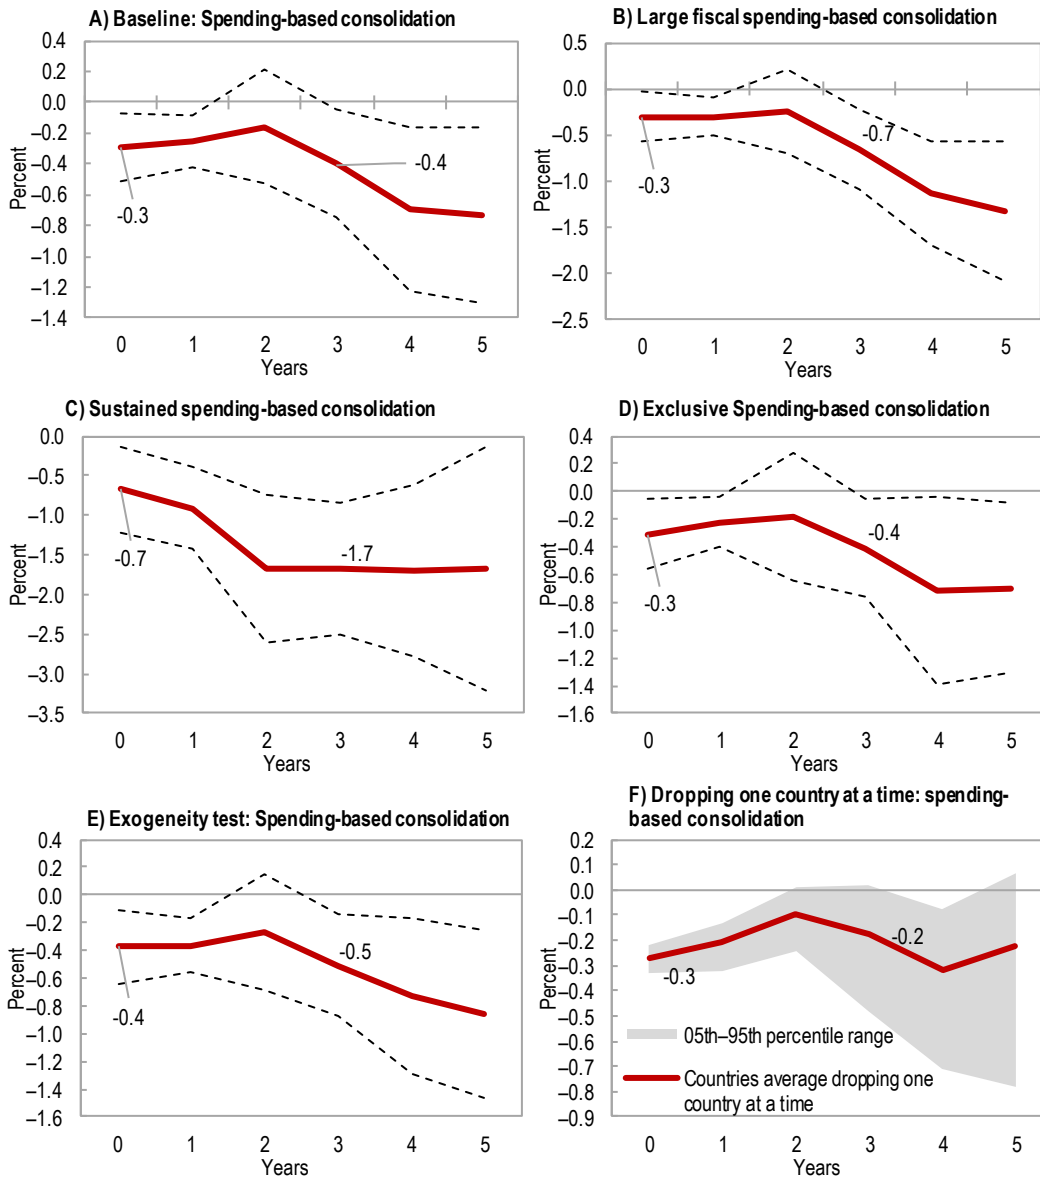 A) Baseline: Spending-based consolidation
0.4
0.2
0.0
–0.2
–0.4
–0.6
–0.8
–1.0
–1.2
–1.4
Percent
-0.3
-0.4
0 1 2 3 4 5
Years
B) Large fiscal spending-based consolidation
0.5
0.0
–0.5
–1.0
–1.5
–2.0
–2.5
Percent
-0.3
-0.7
0 1 2 3 4 5
Years
C) Sustained spending-based consolidation
0.0
–0.5
–1.0
–1.5
–2.0
–2.5
–3.0
–3.5
Percent
-0.7
-1.7
0 1 2 3 4 5
Years
D) Exclusive Spending-based consolidation
0.4
0.2
0.0
–0.2
–0.4
–0.6
–0.8
–1.0
–1.2
–1.4
–1.6
Percent
-0.3
-0.4
0 1 2 3 4 5
Years
E) Exogeneity test: Spending-based consolidation
0.4
0.2
0.0
–0.2
–0.4
–0.6
–0.8
–1.0
–1.2
–1.4
–1.6
Percent
-0.4
-0.5
0 1 2 3 4 5
Years
F) Dropping one country at a time: spending-
based consolidation
0.2
0.1
0.0
–0.1
–0.2
–0.3
–0.4
–0.5
–0.6
–0.7
–0.8
–0.9
Percent
-0.3
-0.2
05th–95th percentile range
Countries average dropping one
country at a time
0 1 2 3 4 5
Years